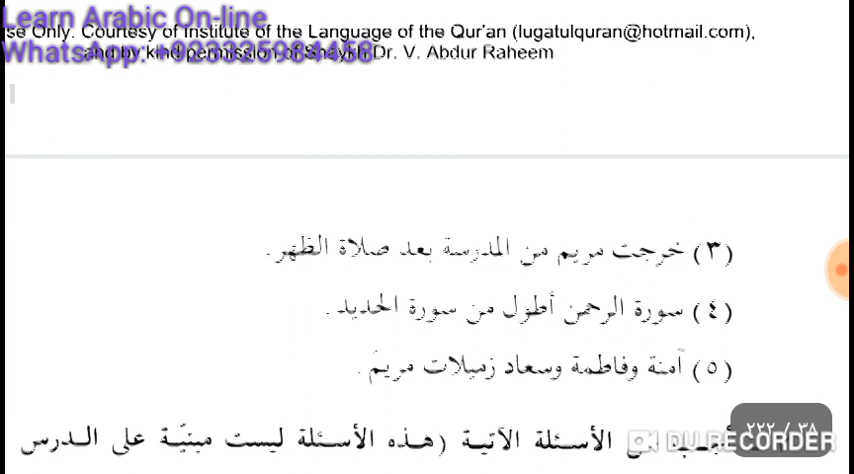 Learn Arabic On-line
se Only. Courtesy of Institute of the Language of the Qur'an (lugatulquran@hotmail.com),
WhatsApp:
and by kind permission of Shaykh Dr. V. Abdur Raheem
(٣) خرجت مريم من المدرسة بعد صلاة الظهر.
(٤) سورة الرحمن أطول من سورة الحديد.
(٥) آمنة وفاطمة وسعاد زميلات مريم.
٣٨ / ٢٢٢
الأسئلة الآتية (هذه الأسئلة ليست مبنيّة على الدرس
DU RECORDER